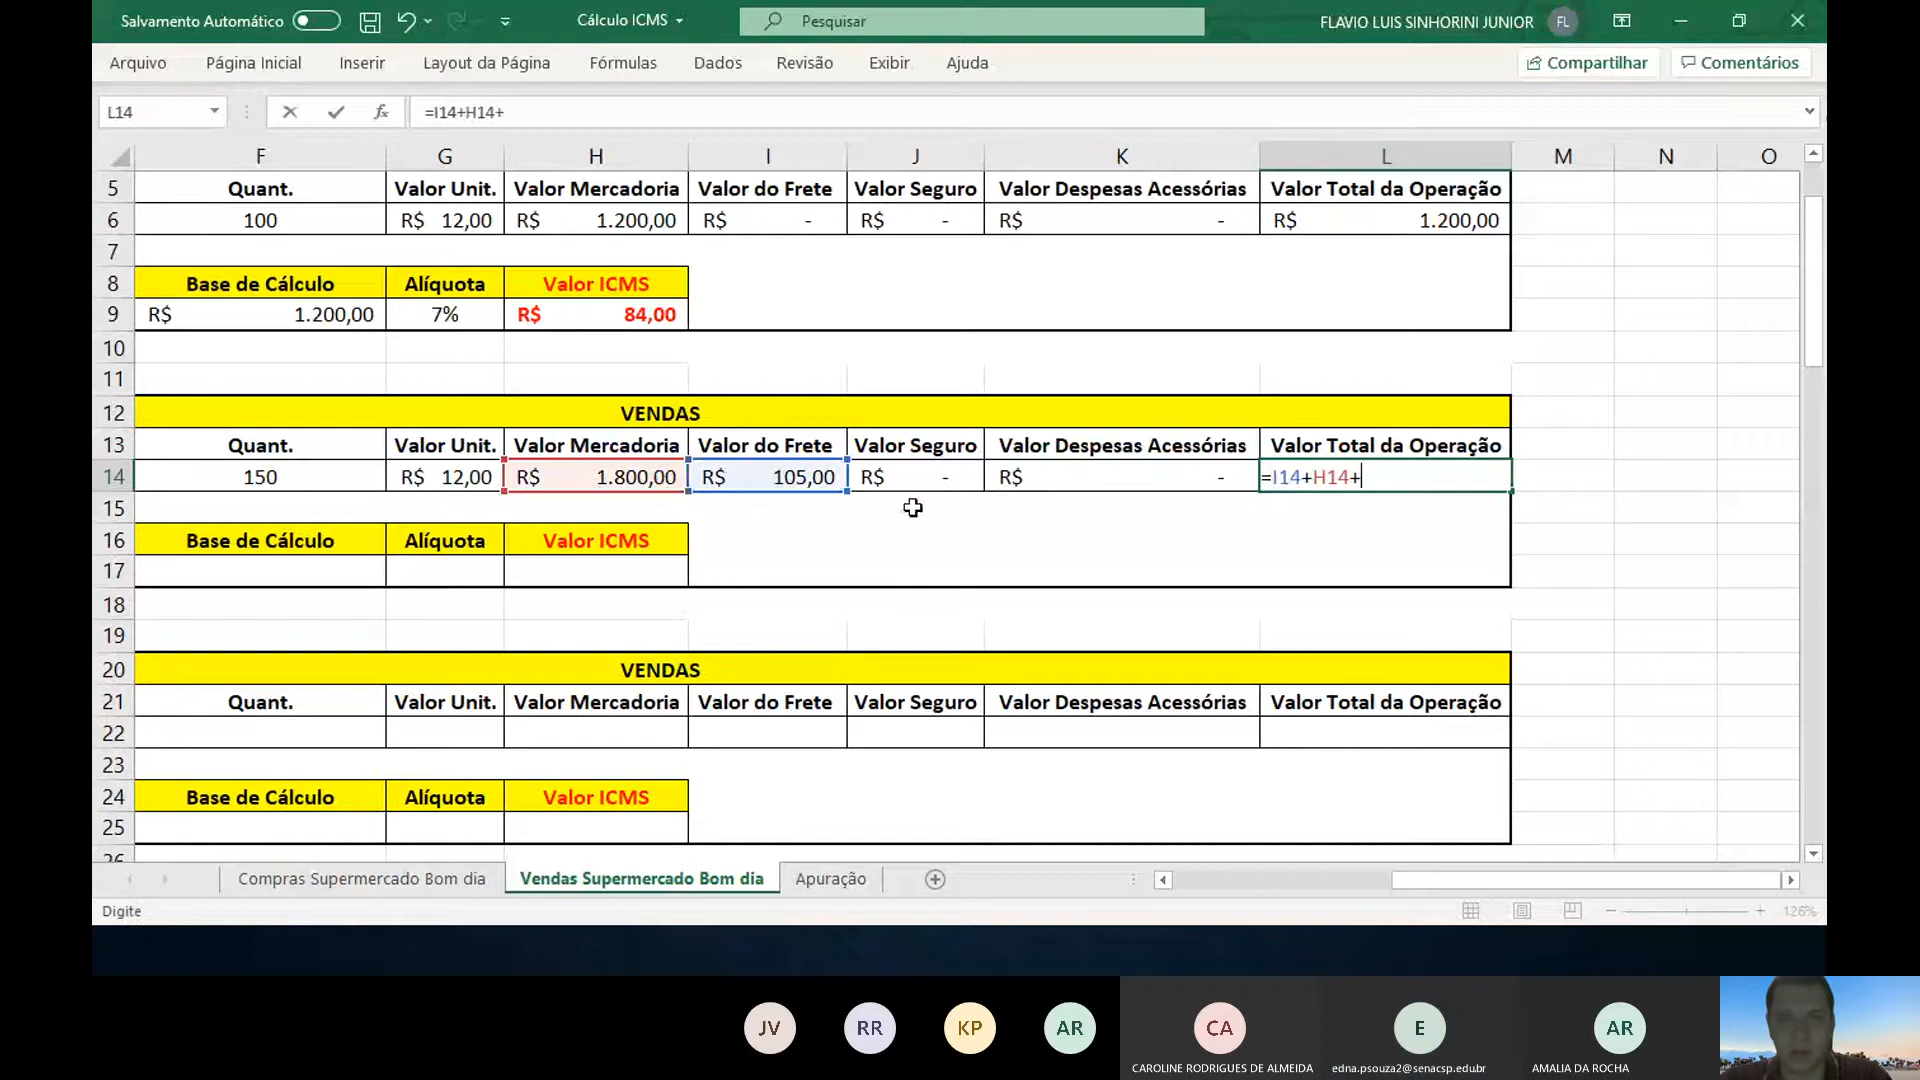 Salvamento Automático
Cálculo ICMS
Pesquisar
FLAVIO LUIS SINHORINI JUNIOR FL
Arquivo Página Inicial Inserir Layout da Página Fórmulas Dados Revisão Exibir Ajuda Compartilhar Comentários
L14 fx =I14+H14+
F G H I J K L M N O
5 Quant. Valor Unit. Valor Mercadoria Valor do Frete Valor Seguro Valor Despesas Acessórias Valor Total da Operação
6 100 R$ 12,00 R$ 1.200,00 R$ - R$ - R$ - R$ 1.200,00
7
8 Base de Cálculo Alíquota Valor ICMS
9 R$ 1.200,00 7% R$ 84,00
10
11
12 VENDAS
13 Quant. Valor Unit. Valor Mercadoria Valor do Frete Valor Seguro Valor Despesas Acessórias Valor Total da Operação
14 150 R$ 12,00 R$ 1.800,00 R$ 105,00 R$ - R$ - =I14+H14+
15
16 Base de Cálculo Alíquota Valor ICMS
17
18
19
20 VENDAS
21 Quant. Valor Unit. Valor Mercadoria Valor do Frete Valor Seguro Valor Despesas Acessórias Valor Total da Operação
22
23
24 Base de Cálculo Alíquota Valor ICMS
25
26
Compras Supermercado Bom dia Vendas Supermercado Bom dia Apuração
Digite 126%
JV RR KP AR CA E AR
CAROLINE RODRIGUES DE ALMEIDA edna.psouza2@senacsp.edu.br AMALIA DA ROCHA